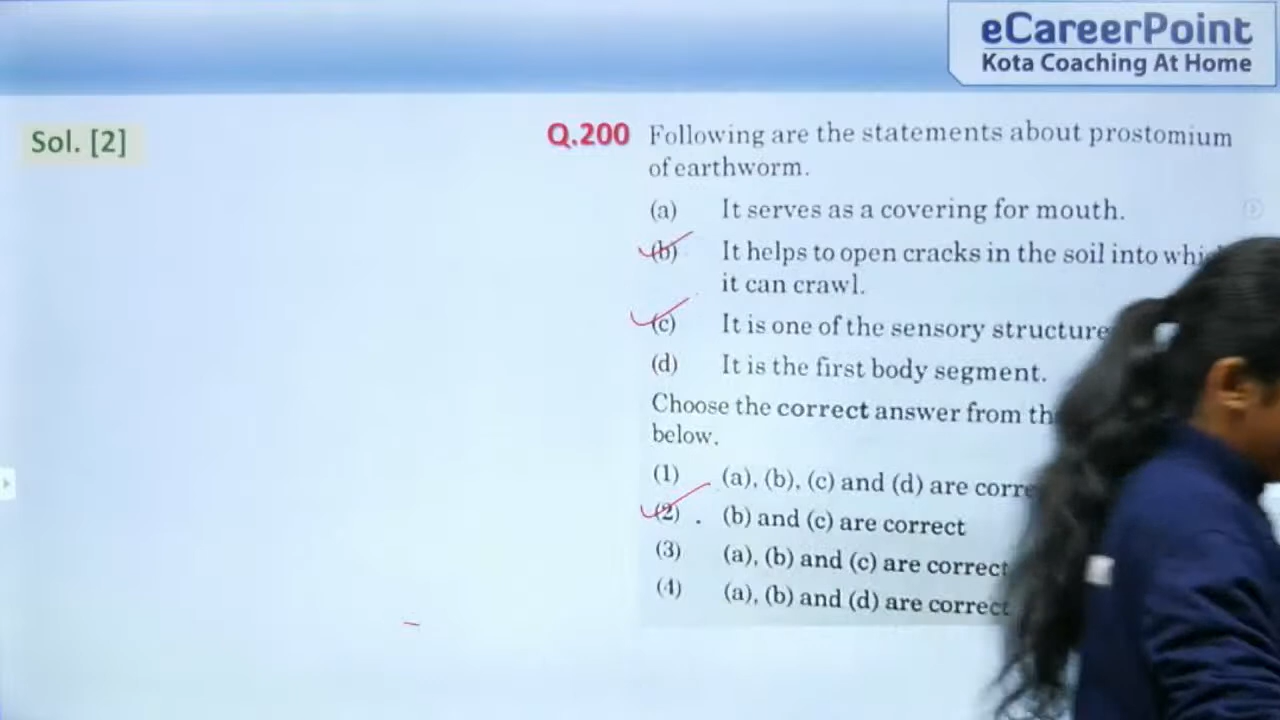 eCareerPoint
Kota Coaching At Home
Sol. [2]
Q.200 Following are the statements about prostomium
of earthworm.
(a) It serves as a covering for mouth.
(b) It helps to open cracks in the soil into
it can crawl.
(c) It is one of the sensory
(d) It is the first body segment.
Choose the correct answer from
below.
(1) (a), (b), (c) and (d) are
(2) . (b) and (c) are correct
(3) (a), (b) and (c) are correct
(4) (a), (b) and (d) are correct